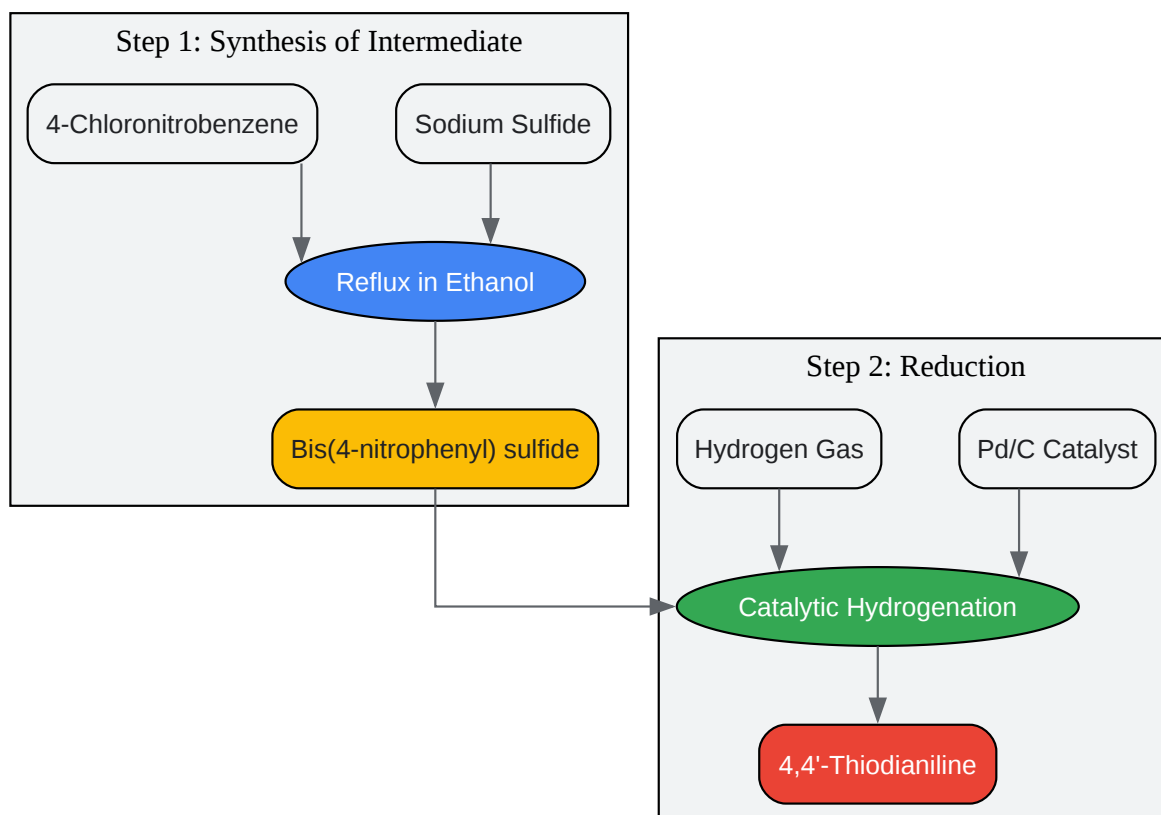 Step 1: Synthesis of Intermediate
4-Chloronitrobenzene
Sodium Sulfide
Reflux in Ethanol
Bis(4-nitrophenyl) sulfide
Step 2: Reduction
Hydrogen Gas
Pd/C Catalyst
Catalytic Hydrogenation
4,4'-Thiodianiline